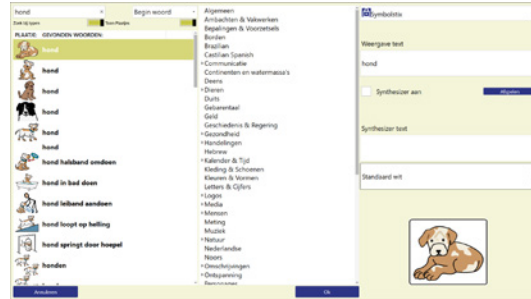 hond
Begin woord
Zoek bij typen
Toon Plaatjes
PLAATJE: GEVONDEN WOORDEN:
hond
hond
hond
hond
hond
hond
hond halsband omdoen
hond in bad doen
hond leiband aandoen
hond loopt op helling
hond springt door hoepel
honden
Annuleren
Algemeen
Ambachten & Vakwerken
Bepalingen & Voorzetsels
Borden
Brazilian
Castilian Spanish
Communicatie
Continenten en watermassa's
Deens
Dieren
Duits
Gebarentaal
Geld
Geschiedenis & Regering
Gezondheid
Handelingen
Hebrew
Kalender & Tijd
Kleding & Schoenen
Kleuren & Vormen
Letters & Cijfers
Logos
Media
Mensen
Meting
Muziek
Natuur
Nederlandse
Noors
Omschrijvingen
Ontspanning
Ok
Symbolstix
Weergave text
hond
Synthesizer aan
Afspelen
Synthesizer text
Standaard wit